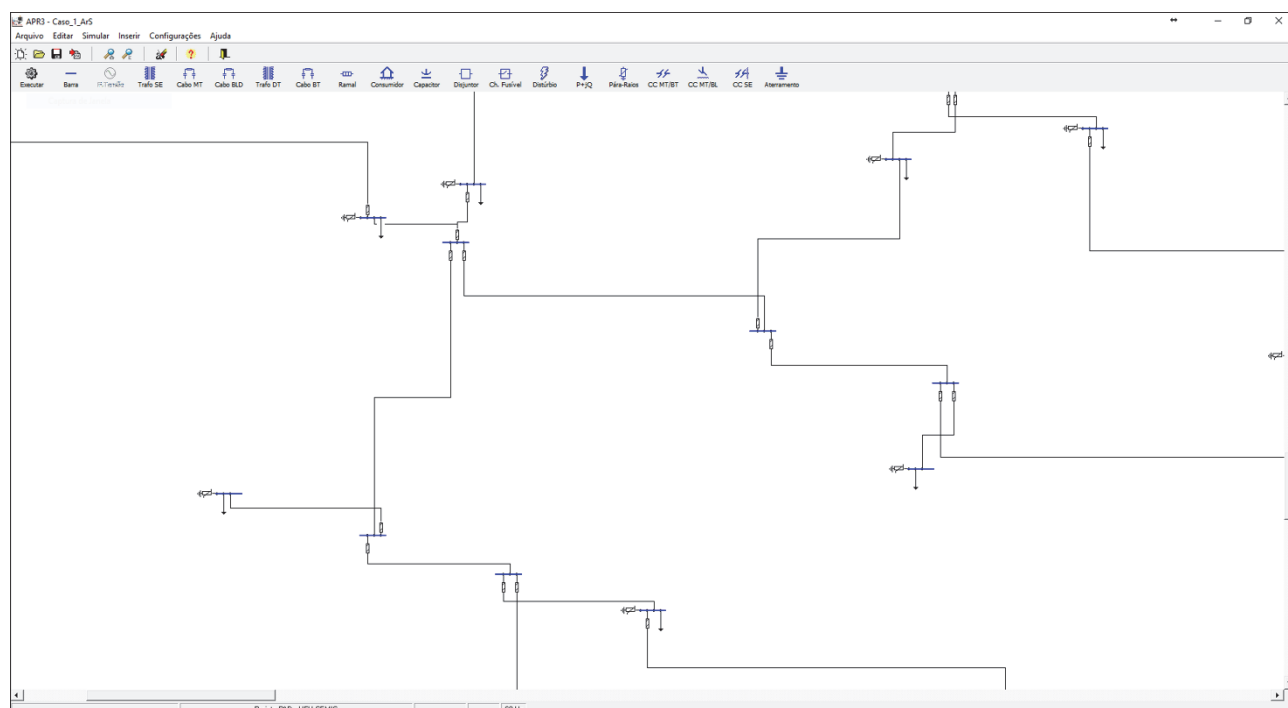 APR3 - Caso_1_ArS
Arquivo Editar Simular Inserir Configurações Ajuda
Executar Barra Trafo SE Cabo MT Cabo BLD Trafo DT Cabo BT Ramal Consumidor Capacitor Disjuntor Ch. Fusível Distúrbio P+jQ Pára-Raios CC MT/BT CC MT/BL CC SE Aterramento